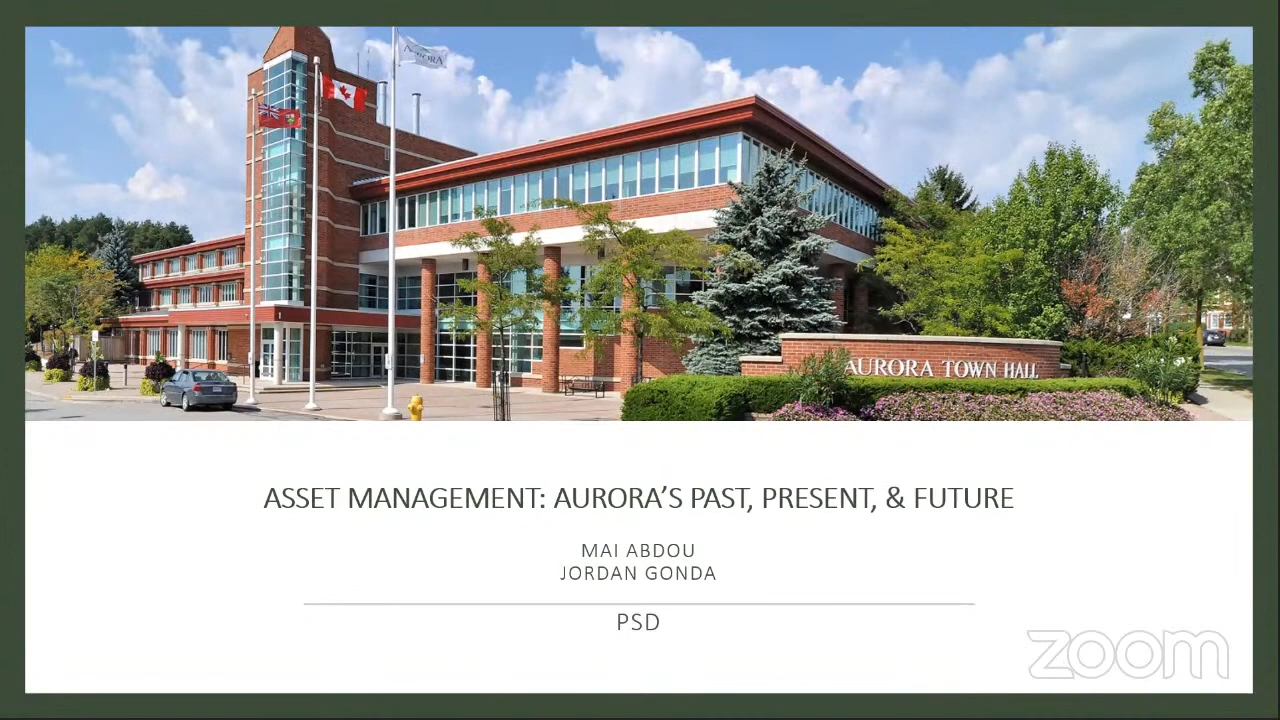 AURORA
AURORA TOWN HALL
ASSET MANAGEMENT: AURORA'S PAST, PRESENT, & FUTURE
MAI ABDOU
JORDAN GONDA
PSD
zoom